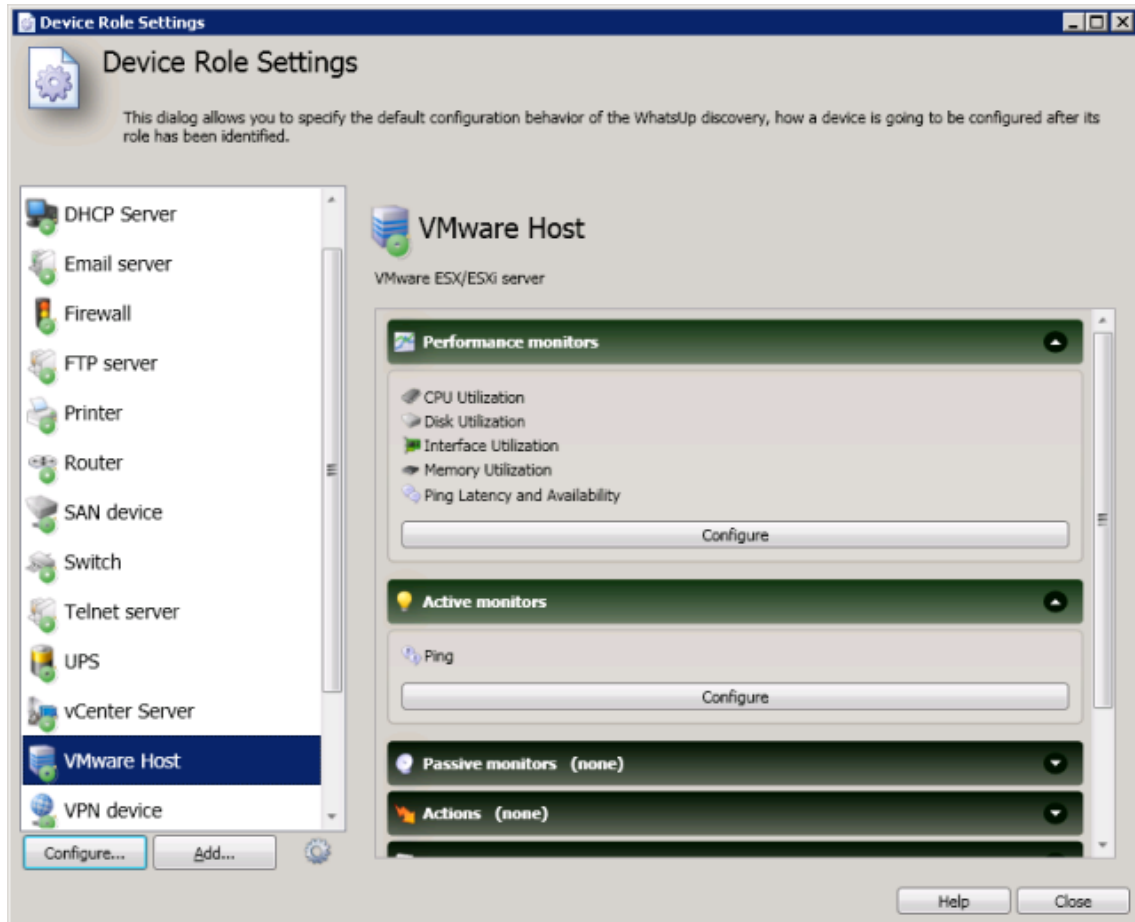 Device Role Settings
Device Role Settings
This dialog allows you to specify the default configuration behavior of the WhatsUp discovery, how a device is going to be configured after its
role has been identified.
DHCP Server
Email server
Firewall
FTP server
Printer
Router
SAN device
Switch
Telnet server
UPS
vCenter Server
VMware Host
VPN device
Configure...
Add...
VMware Host
VMware ESX/ESXi server
Performance monitors
CPU Utilization
Disk Utilization
Interface Utilization
Memory Utilization
Ping Latency and Availability
Configure
Active monitors
Ping
Configure
Passive monitors (none)
Actions (none)
Help
Close